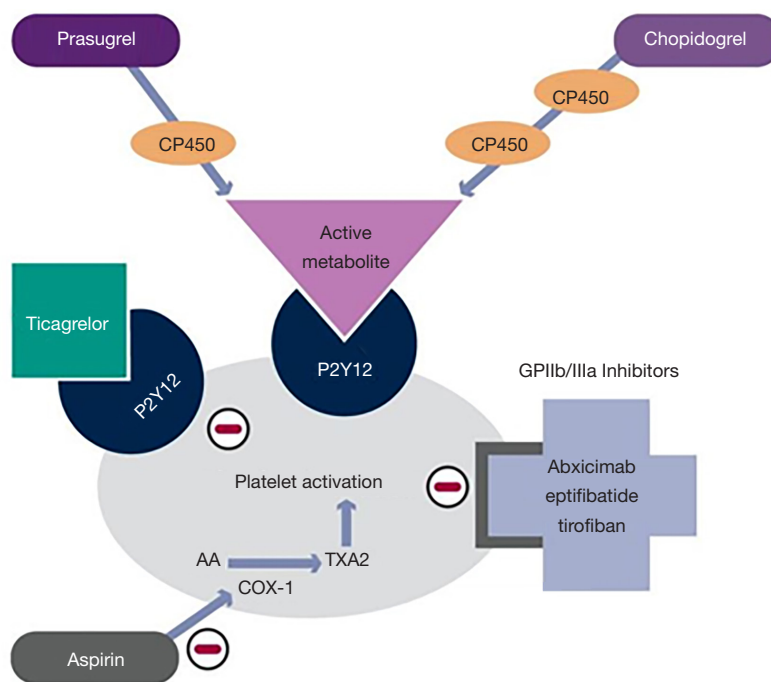 Prasugrel
Chopidogrel
CP450
CP450
CP450
Active
metabolite
Ticagrelor
P2Y12
P2Y12
GPIIb/IIIa Inhibitors
Abxicimab
eptifibatide
tirofiban
Platelet activation
AA
TXA2
COX-1
Aspirin